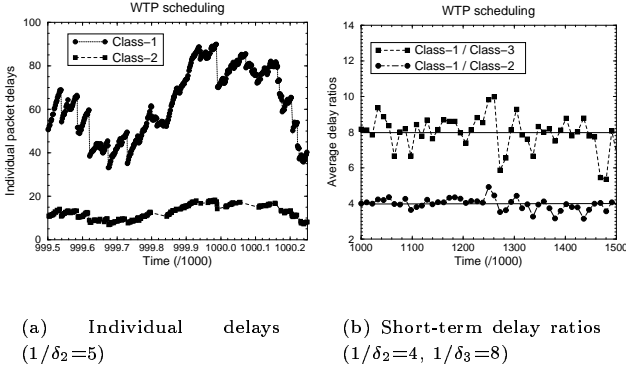 WTP scheduling
Individual packet delays
100
80
60
40
20
0
Class−1
Class−2
999.5 999.6 999.7 999.8 999.9 1000.0 1000.1 1000.2
Time (/1000)
WTP scheduling
Average delay ratios
14
12
10
8
6
4
2
Class−1 / Class−3
Class−1 / Class−2
1000 1100 1200 1300 1400 1500
Time (/1000)
(a) Individual delays
(1/δ2=5)
(b) Short-term delay ratios
(1/δ2=4, 1/δ3=8)